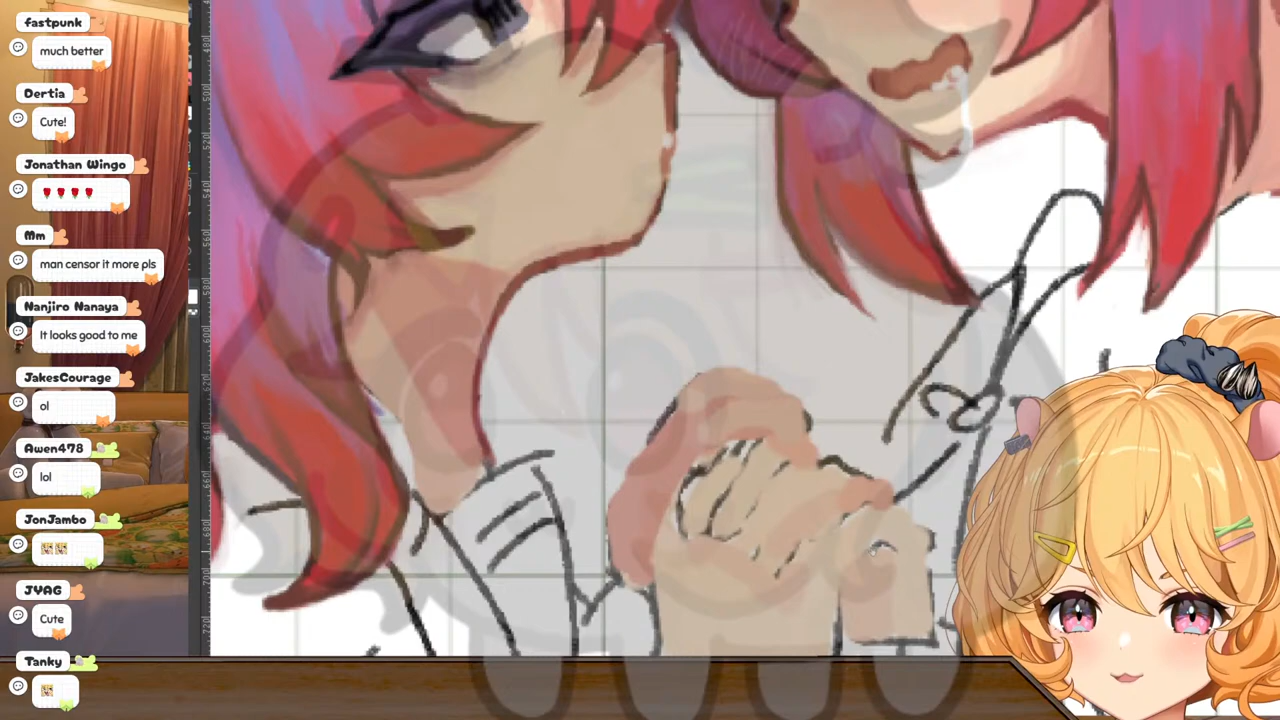 fastpunk
much better
Dertia
Cute!
Jonathan Wingo
Mm
man censor it more pls
Nanjiro Nanaya
It looks good to me
JakesCourage
ol
Awen478
lol
JonJambo
JYAG
Cute
Tanky